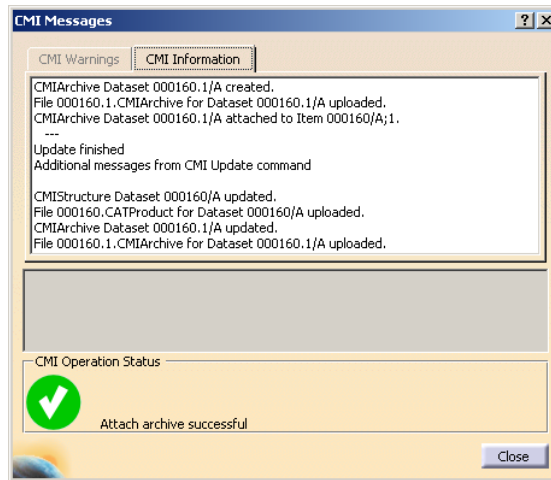 CMI Messages
CMI Warnings
CMI Information
CMIArchive Dataset 000160.1/A created.
File 000160.1.CMIArchive for Dataset 000160.1/A uploaded.
CMIArchive Dataset 000160.1/A attached to Item 000160/A;1.
---
Update finished
Additional messages from CMI Update command
CMIStructure Dataset 000160/A updated.
File 000160.CATProduct for Dataset 000160/A uploaded.
CMIArchive Dataset 000160.1/A updated.
File 000160.1.CMIArchive for Dataset 000160.1/A uploaded.
CMI Operation Status
Attach archive successful
Close